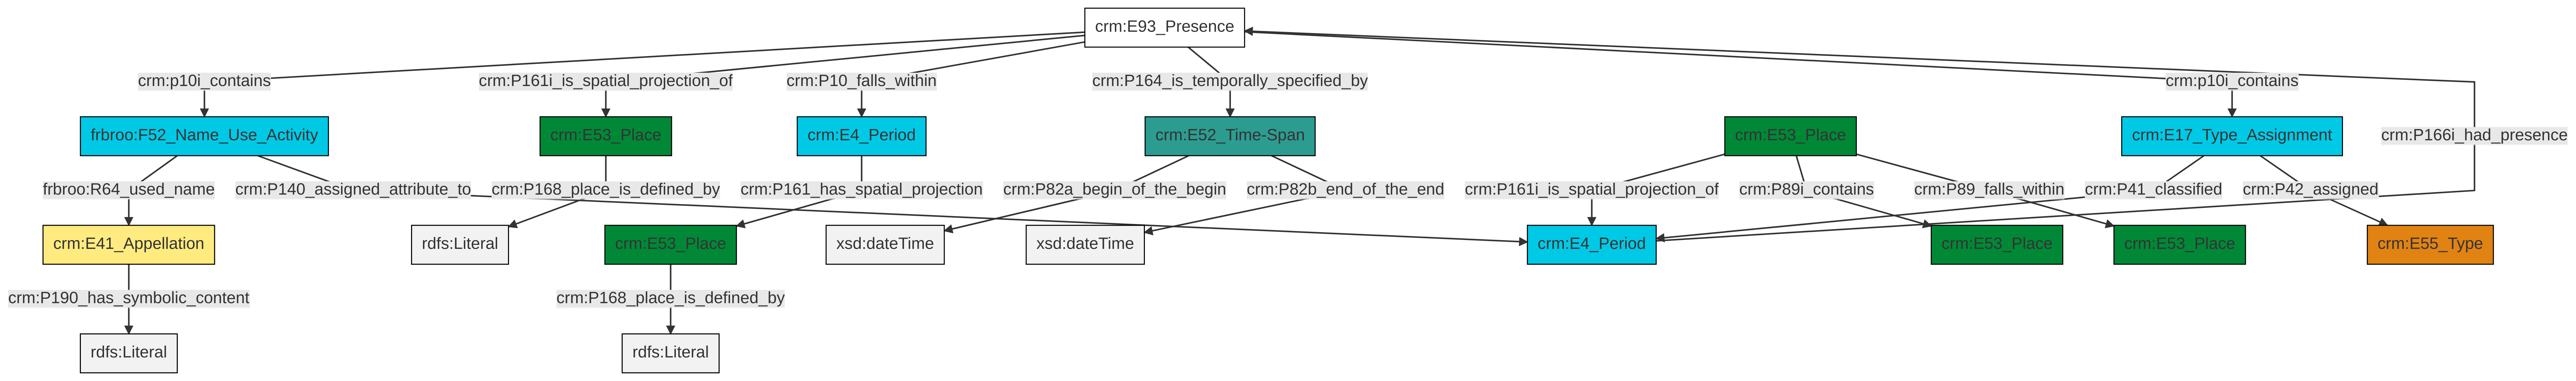 crm:E93_Presence
crm:p10i_contains
crm:P161i_is_spatial_projection_of
crm:P10_falls_within
crm:P164_is_temporally_specified_by
crm:p10i_contains
frbroo:F52_Name_Use_Activity
crm:E53_Place
crm:E4_Period
crm:E52_Time-Span
crm:E53_Place
crm:E17_Type_Assignment
crm:P166i_had_presence
frbroo:R64_used_name
crm:P140_assigned_attribute_to
crm:P168_place_is_defined_by
crm:P161_has_spatial_projection
crm:P82a_begin_of_the_begin
crm:P82b_end_of_the_end
crm:P161i_is_spatial_projection_of
crm:P89i_contains
crm:P89_falls_within
crm:P41_classified
crm:P42_assigned
crm:E41_Appellation
rdfs:Literal
crm:E53_Place
xsd:dateTime
xsd:dateTime
crm:E4_Period
crm:E53_Place
crm:E53_Place
crm:E55_Type
crm:P190_has_symbolic_content
crm:P168_place_is_defined_by
rdfs:Literal
rdfs:Literal